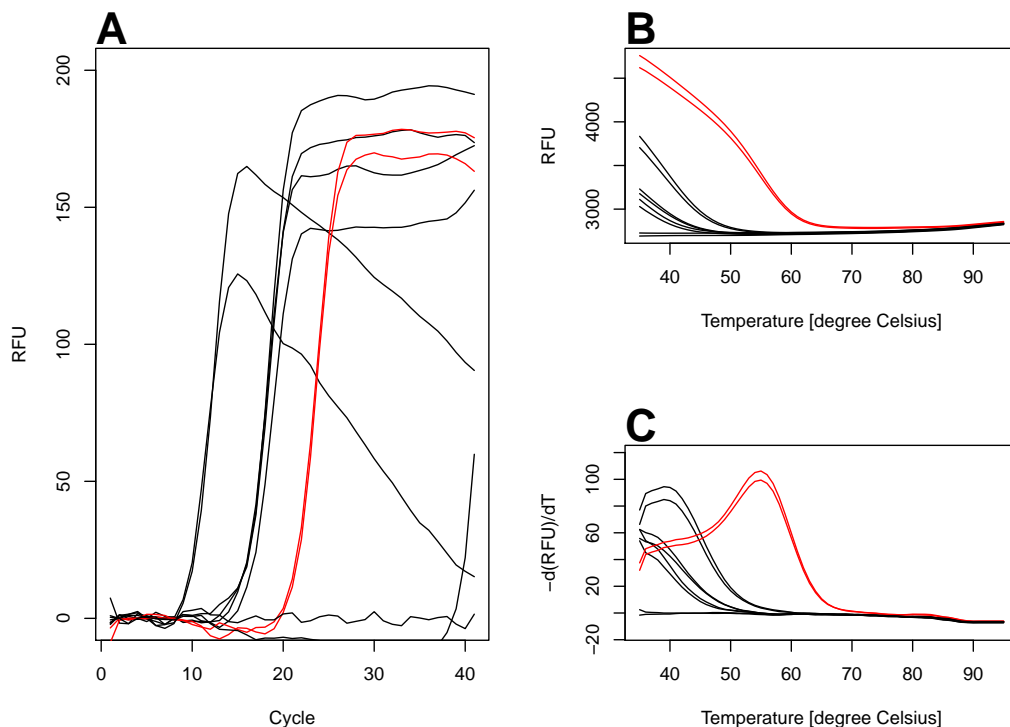 A
RFU
200
150
100
50
0
0 10 20 30 40
Cycle
B
RFU
4000
3000
40 50 60 70 80 90
Temperature [degree Celsius]
C
−d(RFU)/dT
100
60
20
−20
40 50 60 70 80 90
Temperature [degree Celsius]